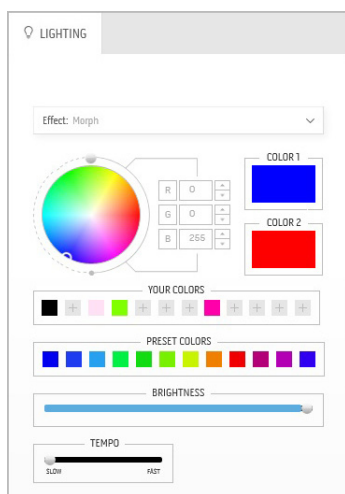 LIGHTING
Effect: Morph
COLOR 1
R 0
G 0
B 255
COLOR 2
YOUR COLORS
PRESET COLORS
BRIGHTNESS
TEMPO
SLOW FAST